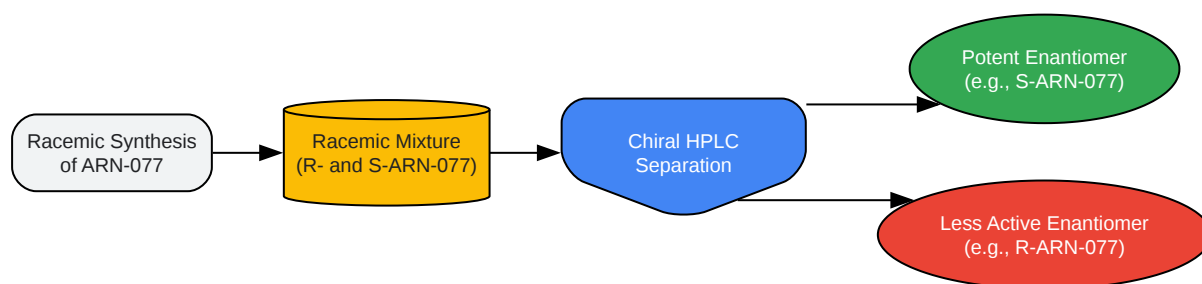 Racemic Synthesis
of ARN-077
Racemic Mixture
(R- and S-ARN-077)
Chiral HPLC
Separation
Potent Enantiomer
(e.g., S-ARN-077)
Less Active Enantiomer
(e.g., R-ARN-077)